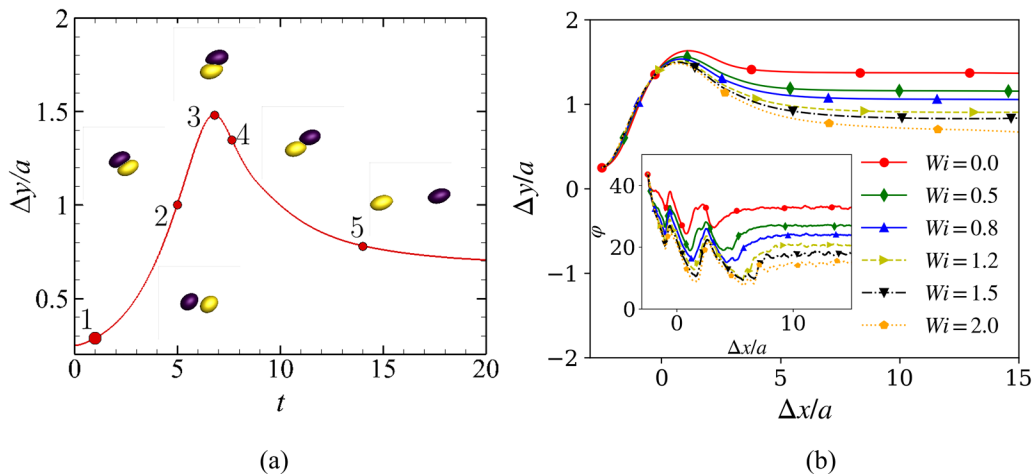 2
1.5
1
0.5
0
5
10
15
20
Δy/a
t
1
2
3
4
5
(a)
2
1
0
−1
−2
Δy/a
0
5
10
15
Δx/a
40
20
0
φ
0
10
Δx/a
Wi = 0.0
Wi = 0.5
Wi = 0.8
Wi = 1.2
Wi = 1.5
Wi = 2.0
(b)